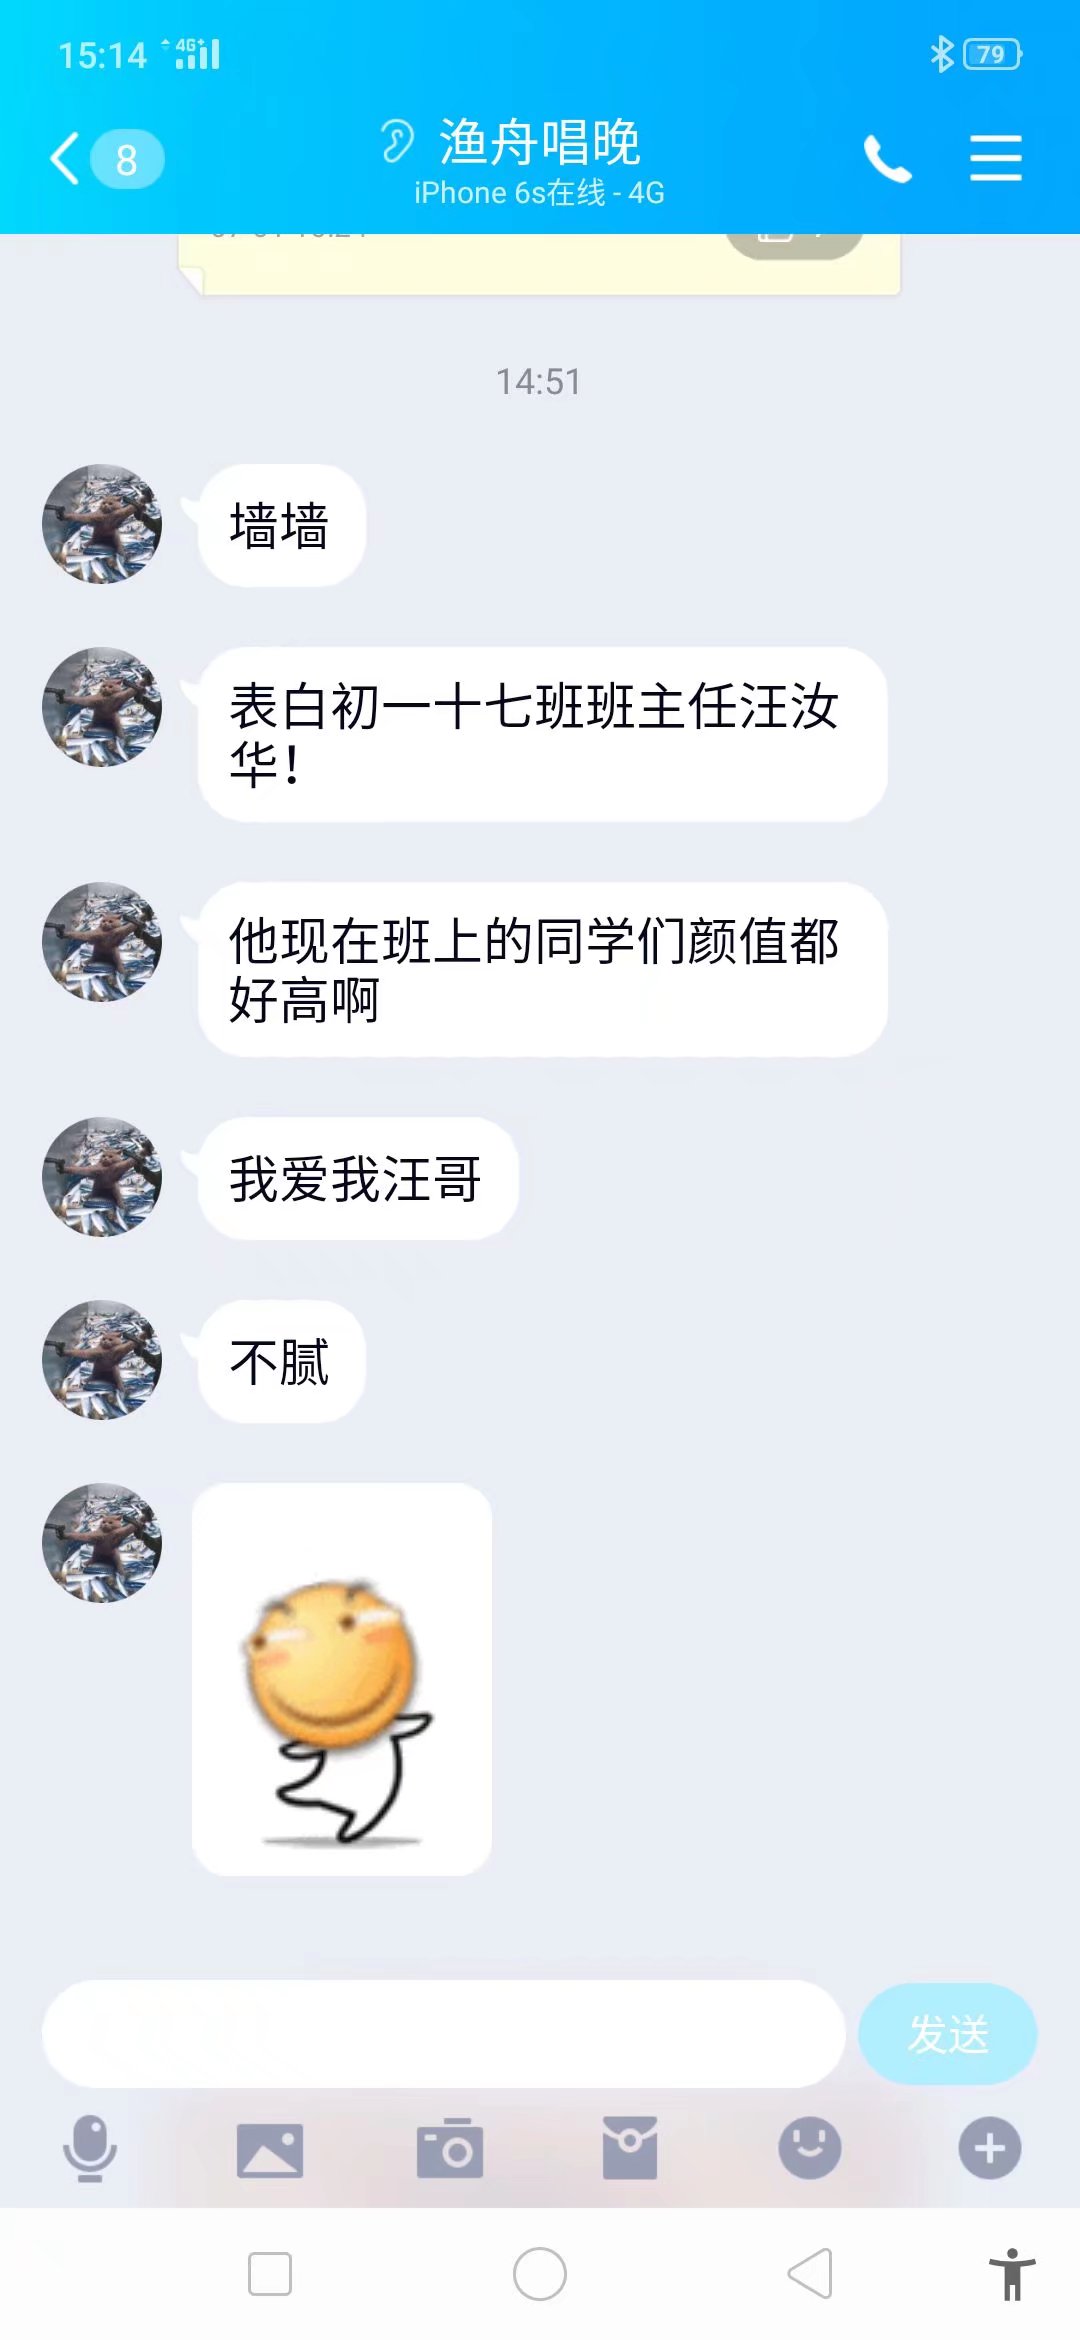 15:14 4G+ 79
8 渔舟唱晚
iPhone 6s在线 - 4G
14:51
墙墙
表白初一十七班班主任汪汝
华！
他现在班上的同学们颜值都
好高啊
我爱我汪哥
不腻
发送